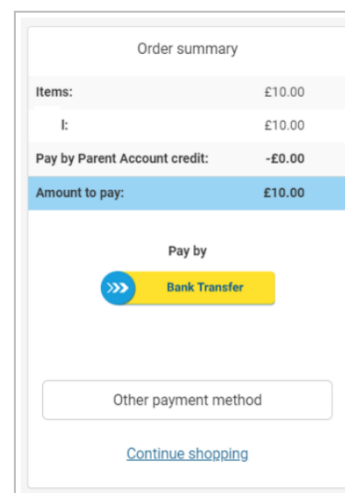 Order summary
Items: £10.00
l: £10.00
Pay by Parent Account credit: -£0.00
Amount to pay: £10.00
Pay by
Bank Transfer
Other payment method
Continue shopping